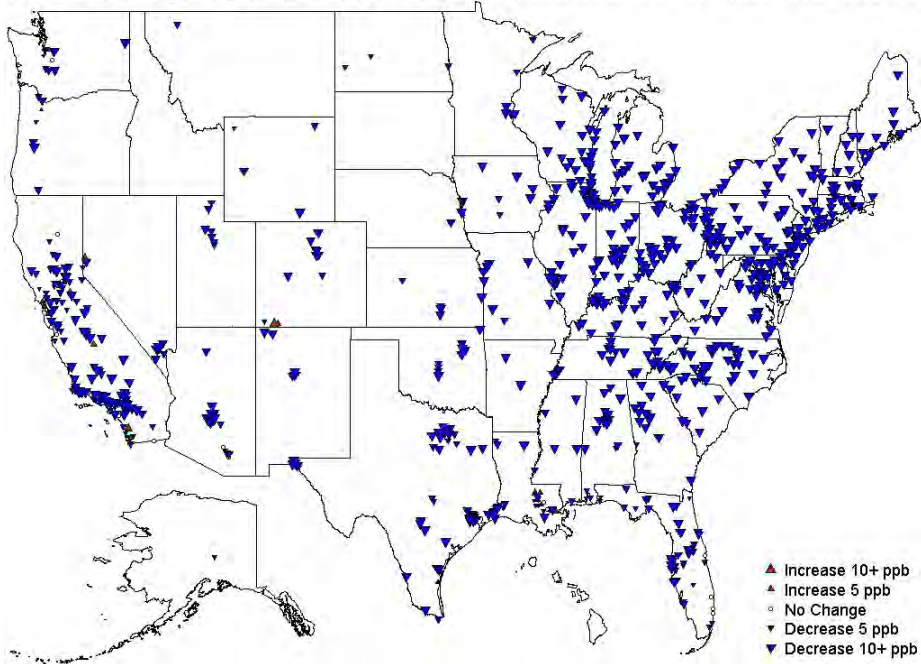 Increase 10+ ppb
Increase 5 ppb
No Change
Decrease 5 ppb
Decrease 10+ ppb